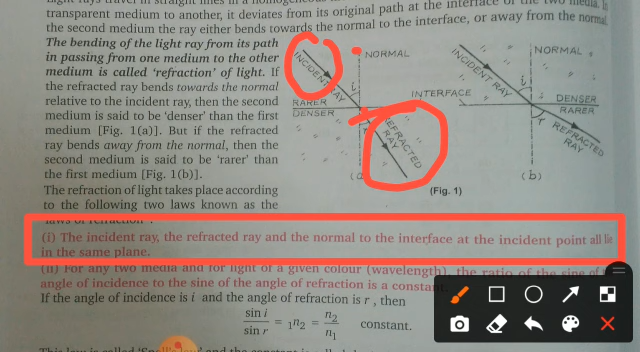 transparent medium to another, it deviates from its original path at the interface of the two media. In
the second medium the ray either bends towards the normal to the interface, or away from the normal
The bending of the light ray from its path
in passing from one medium to the other
medium is called 'refraction' of light. If
the refracted ray bends towards the normal
relative to the incident ray, then the second
medium is said to be 'denser' than the first
medium [Fig. 1(a)]. But if the refracted
ray bends away from the normal, then the
second medium is said to be 'rarer' than
the first medium [Fig. 1(b)].
The refraction of light takes place according
to the following two laws known as the
laws of refraction
INCIDENT RAY
NORMAL
i
RARER
DENSER
INTERFACE
REFRACTED RAY
(a
INCIDENT RAY
NORMAL
i
DENSER
RARER
r
REFRACTED RAY
(b)
(Fig. 1)
(i) The incident ray, the refracted ray and the normal to the interface at the incident point all lie
in the same plane.
(ii) For any two media and for light of a given colour (wavelength), the ratio of the sine of
angle of incidence to the sine of the angle of refraction is a constant.
If the angle of incidence is i and the angle of refraction is r , then
sin i / sin r = ₁n₂ = n₂ / n₁ constant.